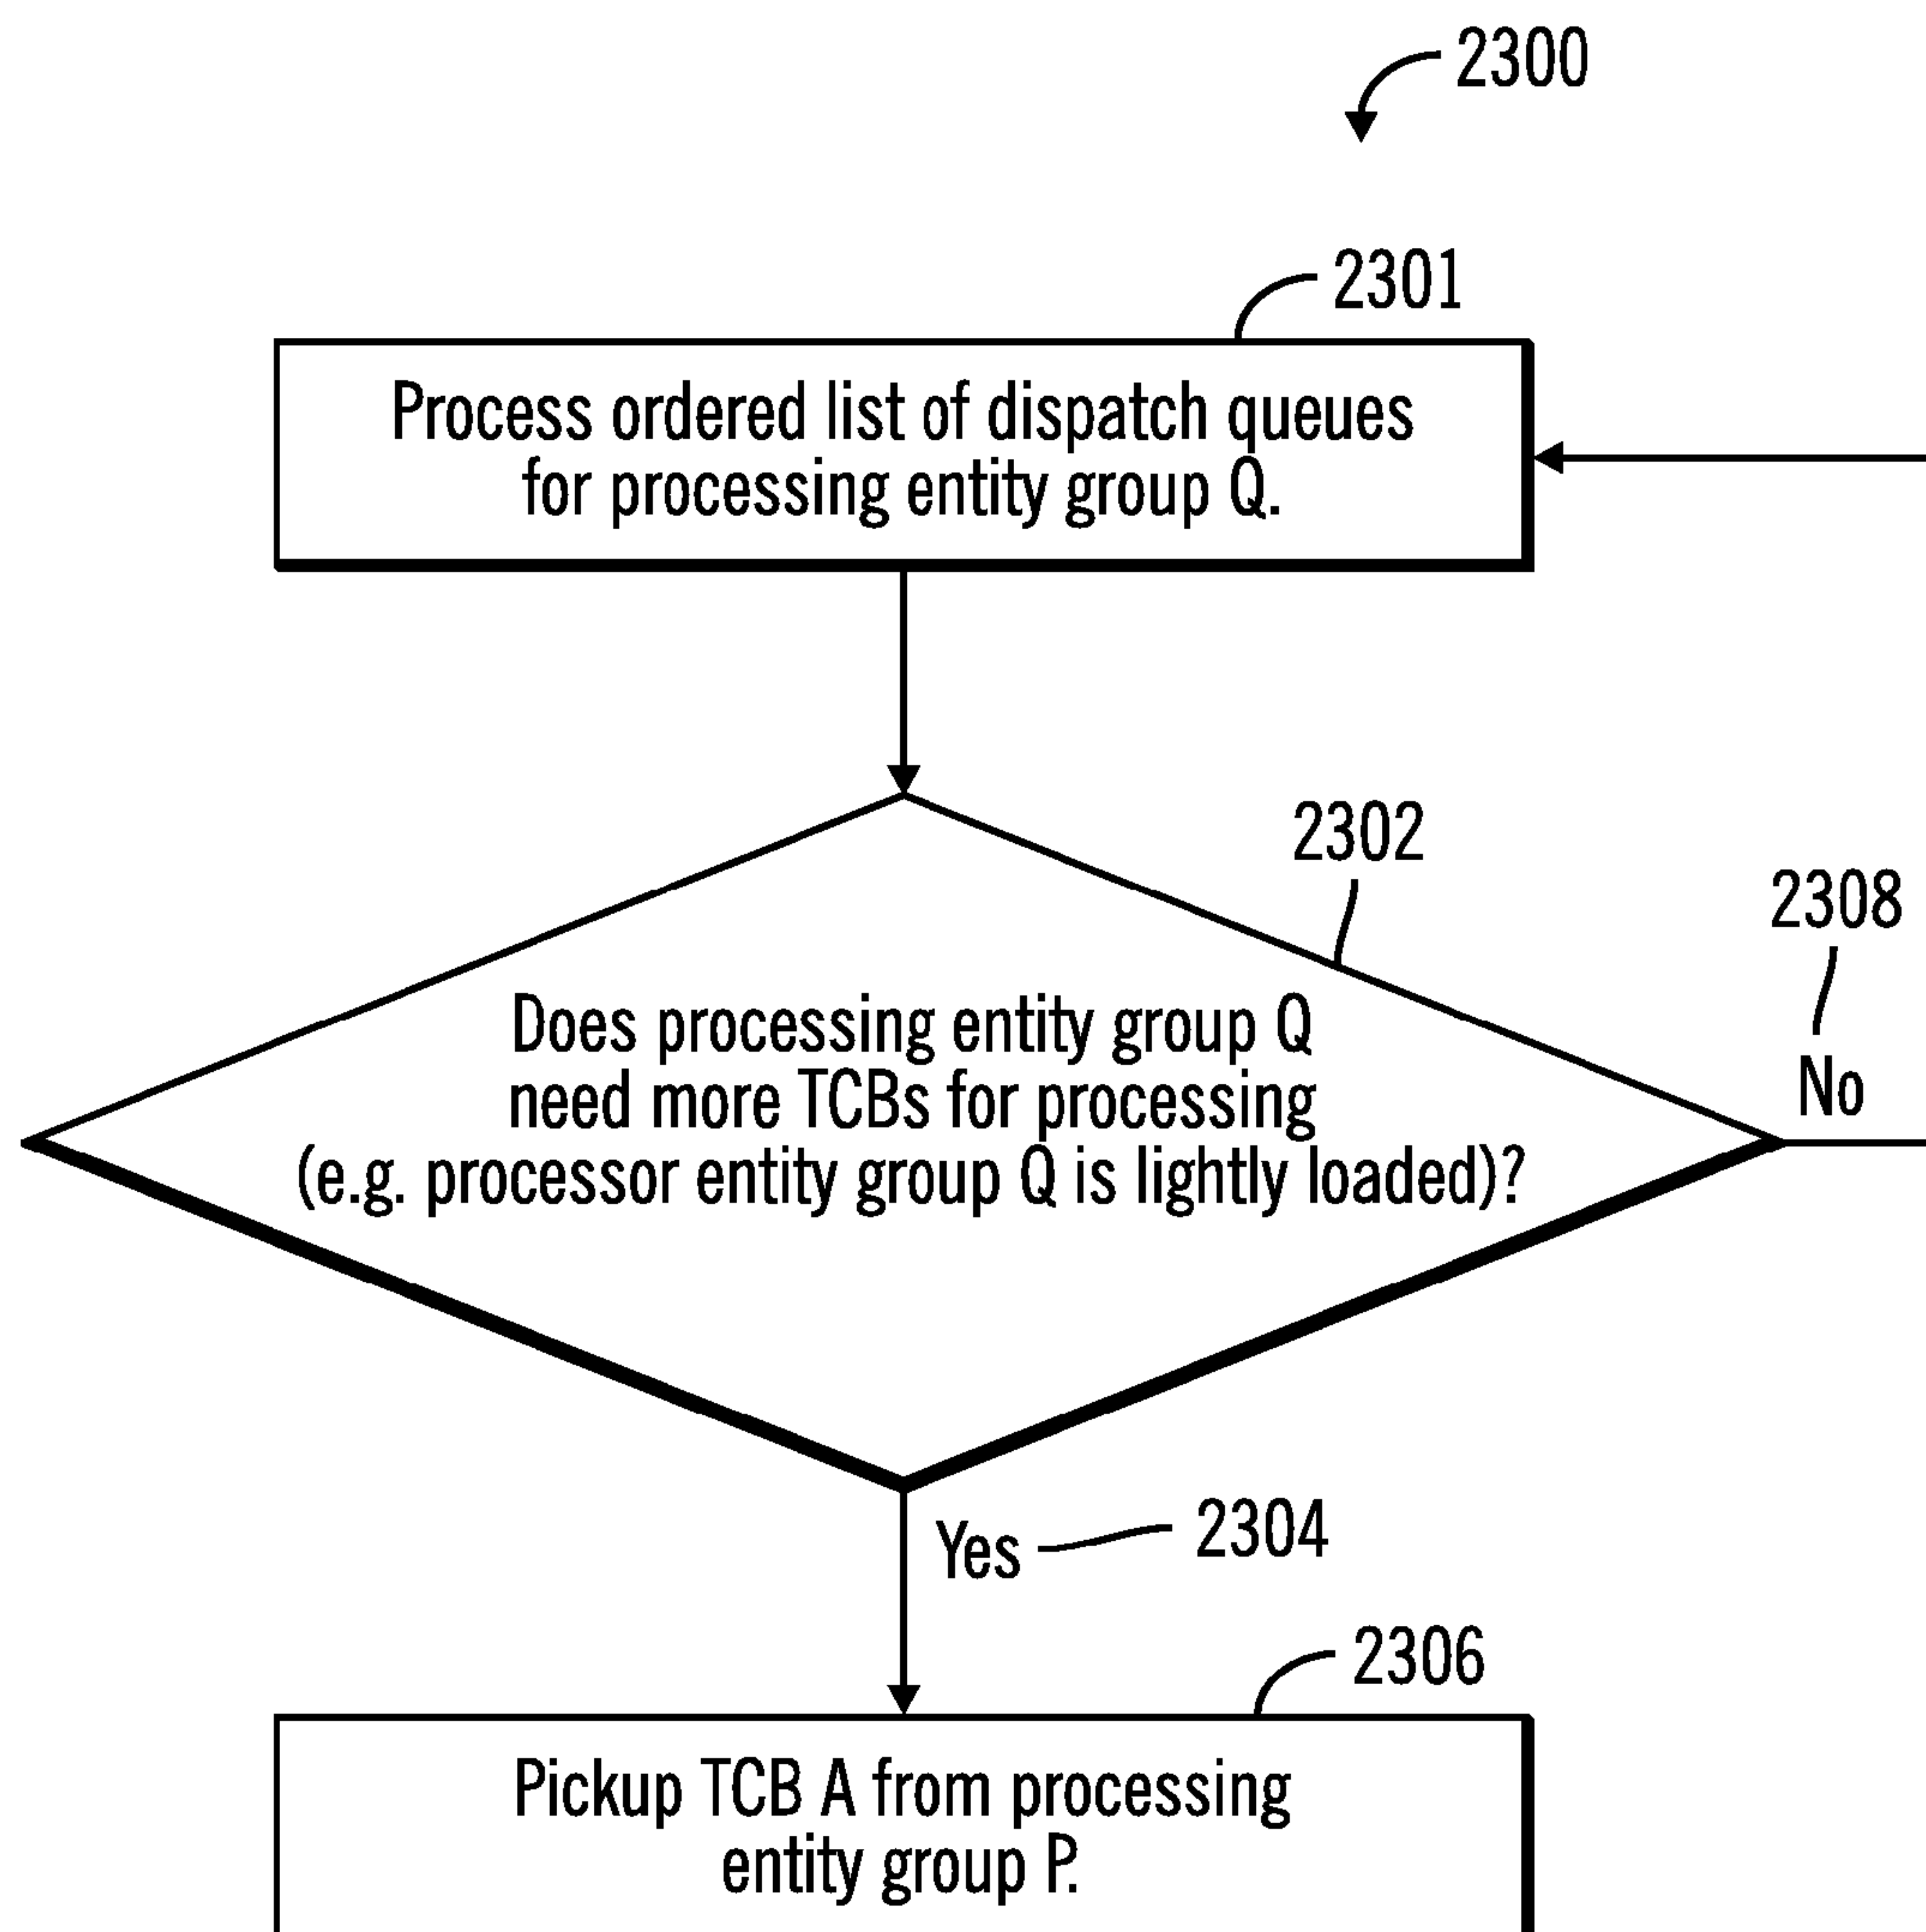 2300
2301
Process ordered list of dispatch queues
for processing entity group Q.
2302
2308
Does processing entity group Q
need more TCBs for processing
(e.g. processor entity group Q is lightly loaded)?
No
Yes
2304
2306
Pickup TCB A from processing
entity group P.